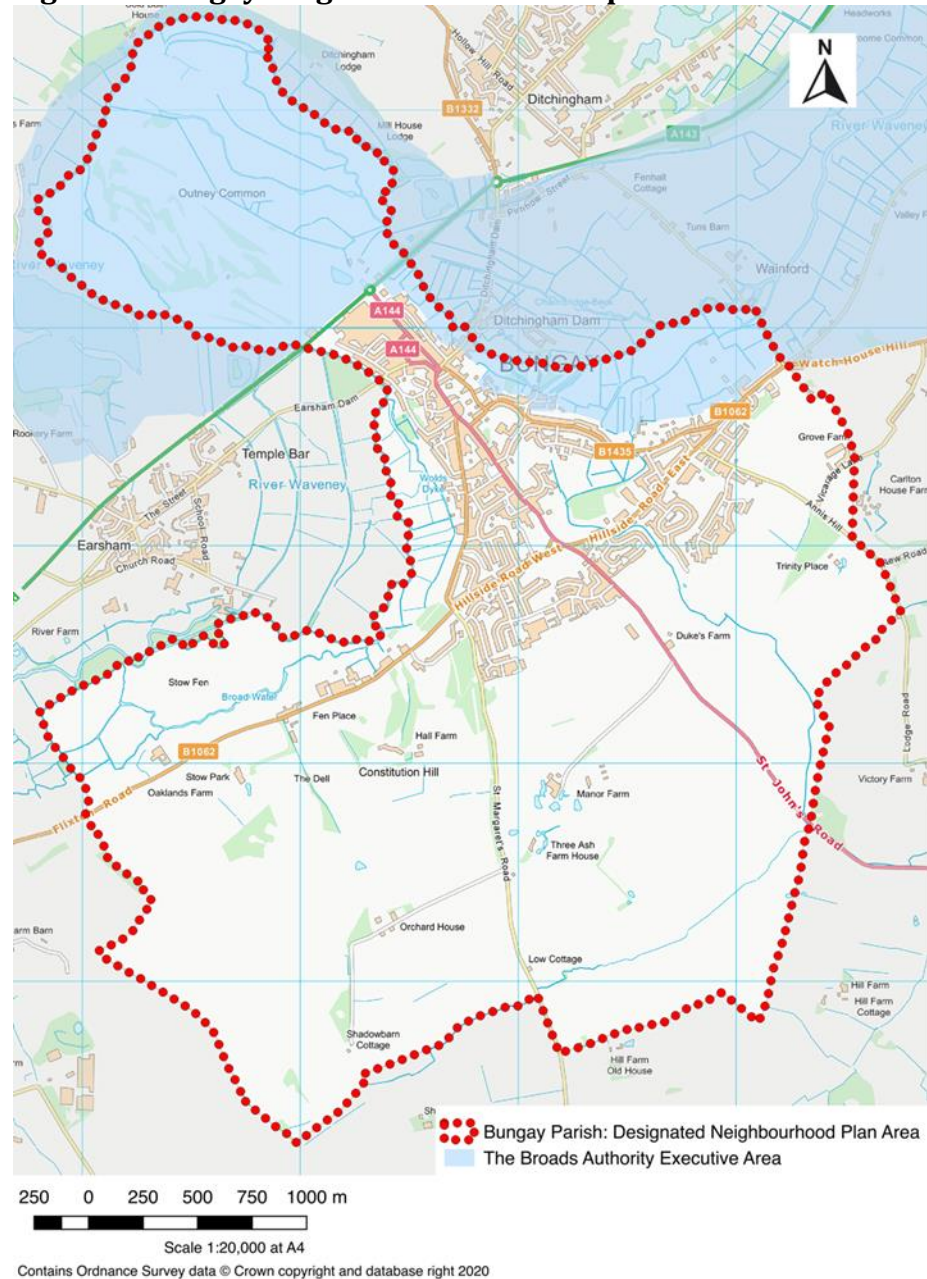 House
Ditchingham
Lodge
Hollow Hill Road
Ditchingham
B1332
Headworks
N
River Waveney
A143
s Farm
Mill House
Lodge
Pirnhow Street
Fenhall
Cottage
Outney Common
Ditchingham Dam
Tuns Barn
Valley F
River Waveney
Wainford
A144
Ditchingham Dam
A144
BUNGAY
Watch House Hill
Earsham Dam
B1062
Rookery Farm
Temple Bar
Grove Farm
B1435
River Waveney
Wolds
Dyke
Vicarage Lane
Carlton
House Farm
The Street
School Road
Hillside Road East
Annis Hill
Earsham
Church Road
Hillside Road West
Trinity Place
New Road
River Farm
Duke's Farm
Stow Fen
Broad Water
Fen Place
Hall Farm
Lodge Road
B1062
Stow Park
The Dell
Constitution Hill
St. John's Road
Victory Farm
Oaklands Farm
Manor Farm
Flixton Road
St. Margaret's Road
Three Ash
Farm House
arm Barn
Orchard House
Low Cottage
Hill Farm
Hill Farm
Cottage
Shadowbarn
Cottage
Hill Farm
Old House
Bungay Parish: Designated Neighbourhood Plan Area
The Broads Authority Executive Area
250 0 250 500 750 1000 m
Scale 1:20,000 at A4
Contains Ordnance Survey data © Crown copyright and database right 2020